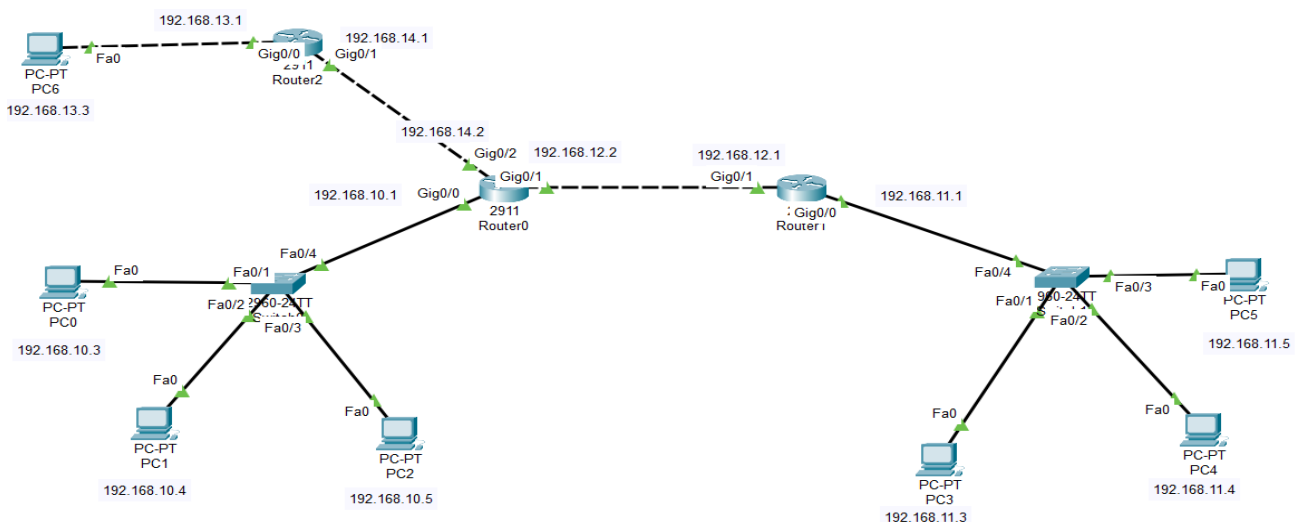 192.168.13.1
192.168.14.1
Fa0
Gig0/0
Gig0/1
PC-PT
PC6
2911
Router2
192.168.13.3
192.168.14.2
Gig0/2
192.168.12.2
192.168.12.1
Gig0/1
Gig0/1
192.168.10.1
Gig0/0
192.168.11.1
2911
Router0
Gig0/0
Router1
Fa0/4
Fa0
Fa0/1
PC-PT
PC0
Fa0/2
Fa0/3
192.168.10.3
Fa0/4
Fa0/1
Fa0/3
Fa0
Fa0/2
PC-PT
PC5
192.168.11.5
Fa0
PC-PT
PC1
192.168.10.4
Fa0
PC-PT
PC2
192.168.10.5
Fa0
PC-PT
PC3
192.168.11.3
Fa0
PC-PT
PC4
192.168.11.4